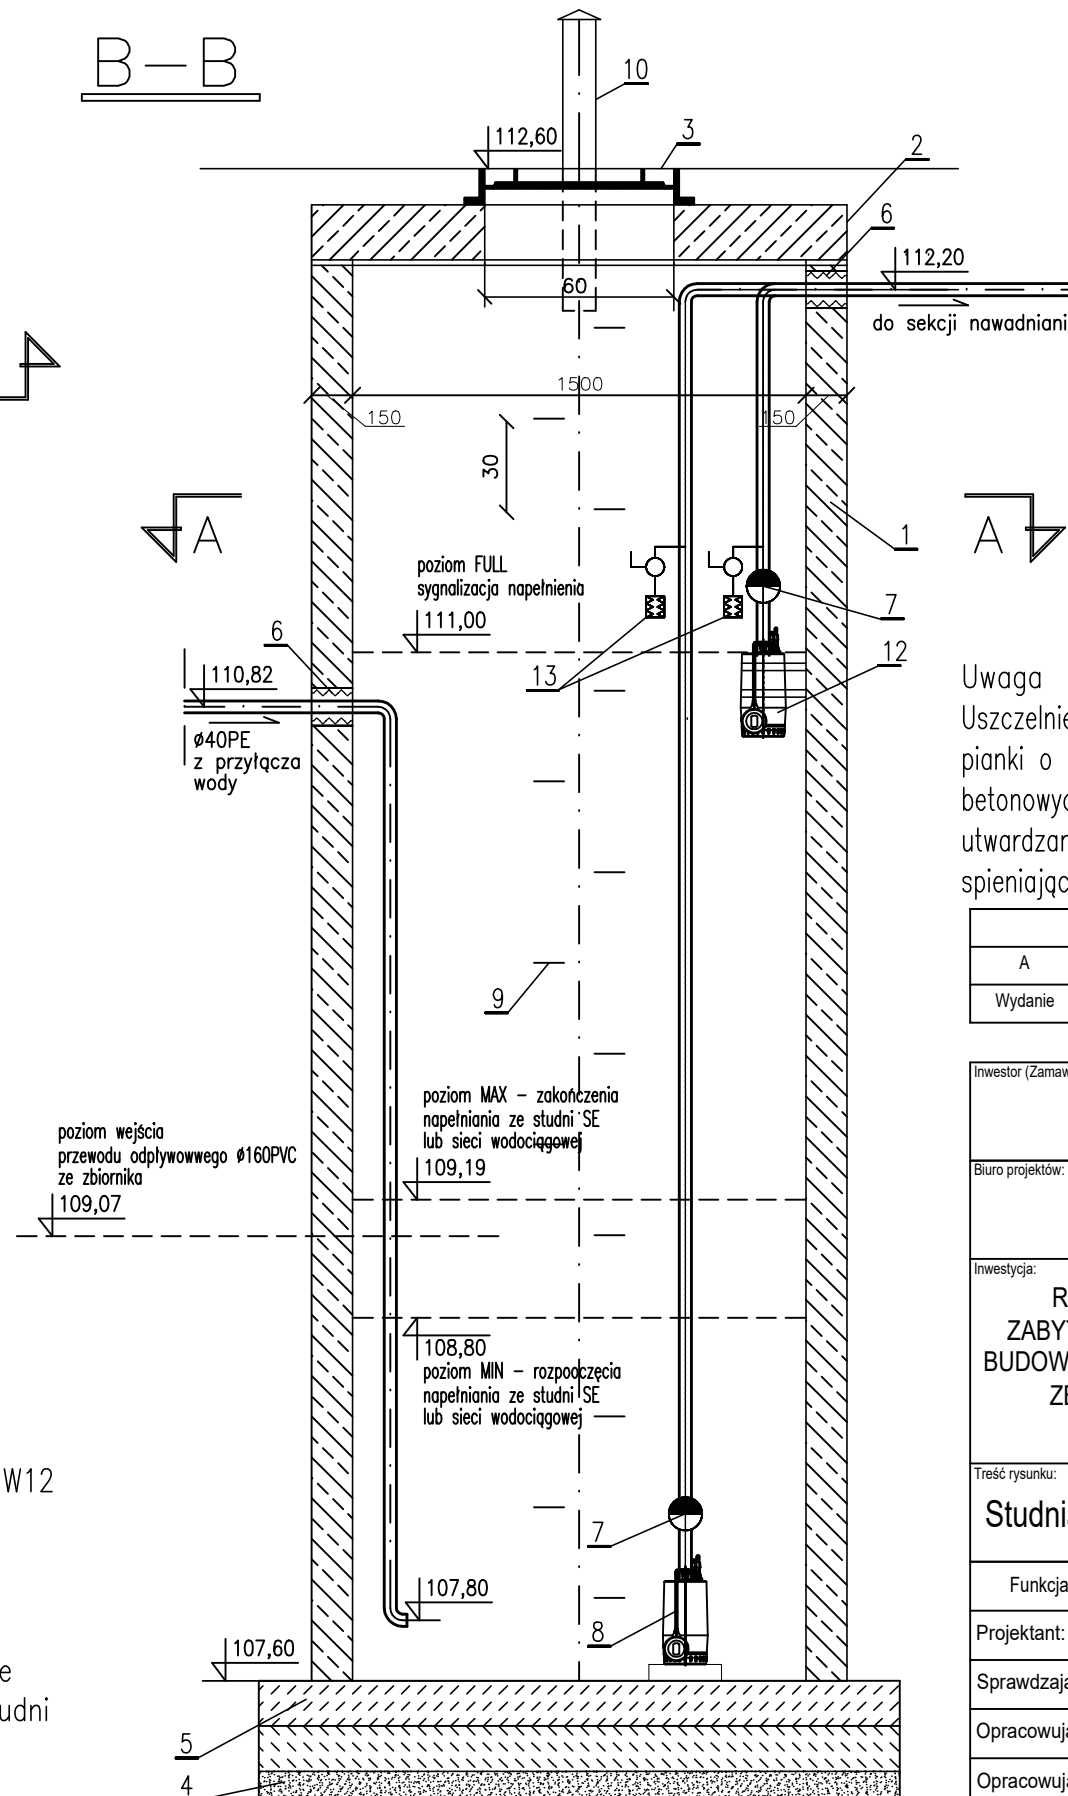 B-B
10
112,60
3
2
6
112,20
60
do sekcji nawadniani
1500
150
150
30
A
A
1
poziom FULL
sygnalizacja napełnienia
111,00
7
6
12
13
110,82
ø40PE
z przyłącza
wody
Uwaga
Uszczelnie
pianki o
betonowyc
utwardzar
spieniając
A
Wydanie
9
Inwestor (Zamaw
poziom MAX - zakończenia
napełniania ze studni SE
lub sieci wodociągowej
109,19
poziom wejścia
przewodu odpływowwego ø160PVC
ze zbiornika
109,07
Biuro projektów:
Inwestycja:
R
ZABY
BUDOW
ZE
108,80
poziom MIN - rozpooczęcia
napełniania ze studni SE
lub sieci wodociągowej
W12
Treść rysunku:
Studni
7
8
107,80
107,60
Funkcja
Projektant:
Sprawdzają
Opracowują
Opracowują
e
udni
5
4